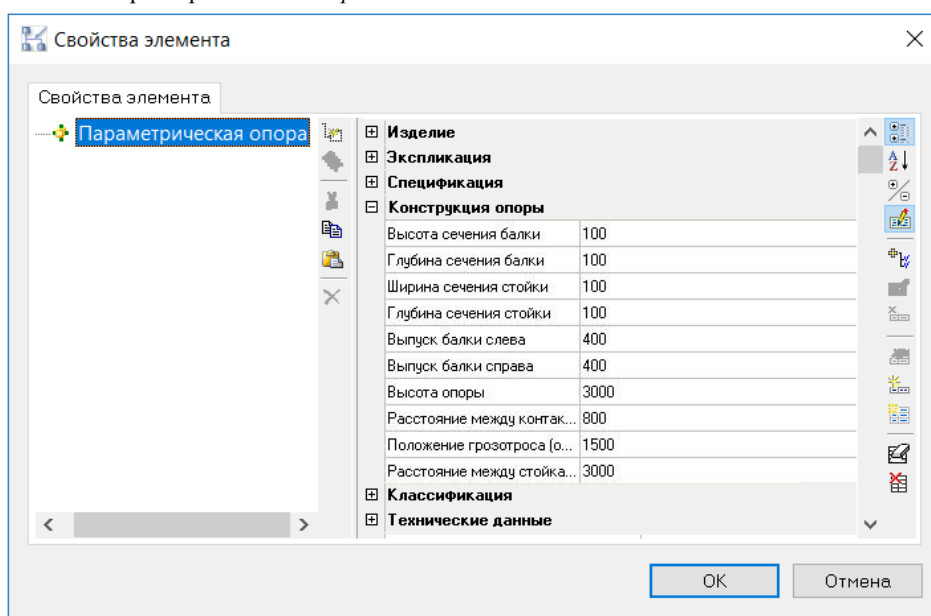 Свойства элемента
Свойства элемента
Параметрическая опора
Изделие
Экспликация
Спецификация
Конструкция опоры
Высота сечения балки 100
Глубина сечения балки 100
Ширина сечения стойки 100
Глубина сечения стойки 100
Выпуск балки слева 400
Выпуск балки справа 400
Высота опоры 3000
Расстояние между контак... 800
Положение грозотроса (о... 1500
Расстояние между стойка... 3000
Классификация
Технические данные
OK Отмена